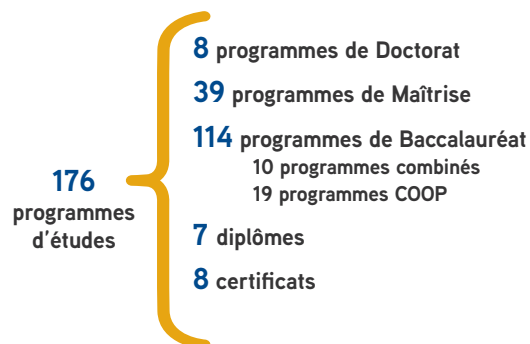 176
programmes
d'études
8 programmes de Doctorat
39 programmes de Maîtrise
114 programmes de Baccalauréat
10 programmes combinés
19 programmes COOP
7 diplômes
8 certificats